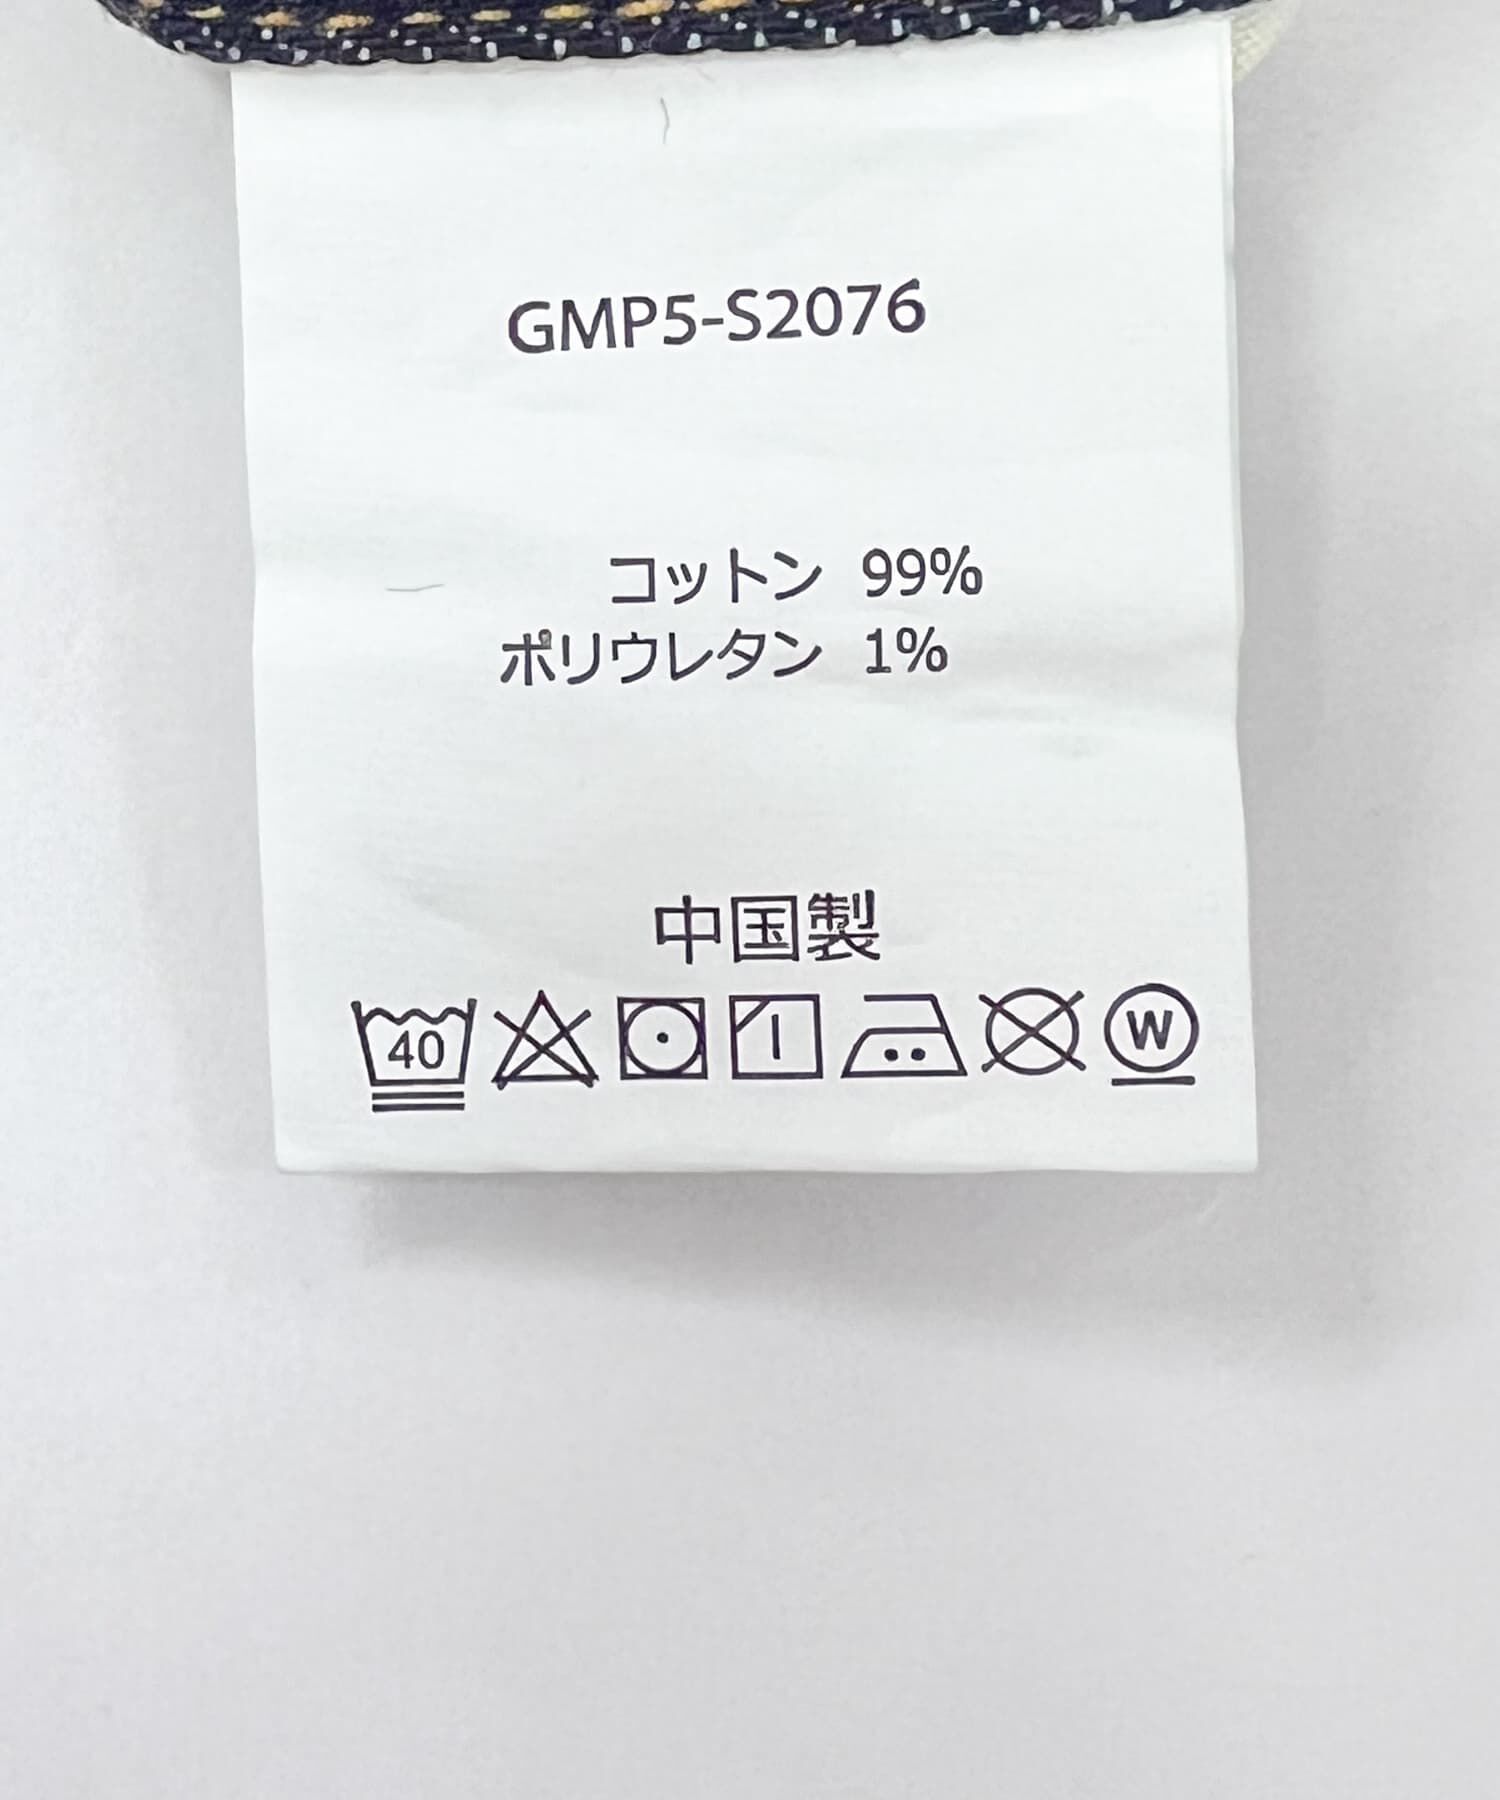 GMP5-S2076
コットン 99%
ポリウレタン 1%
中国製
40 W